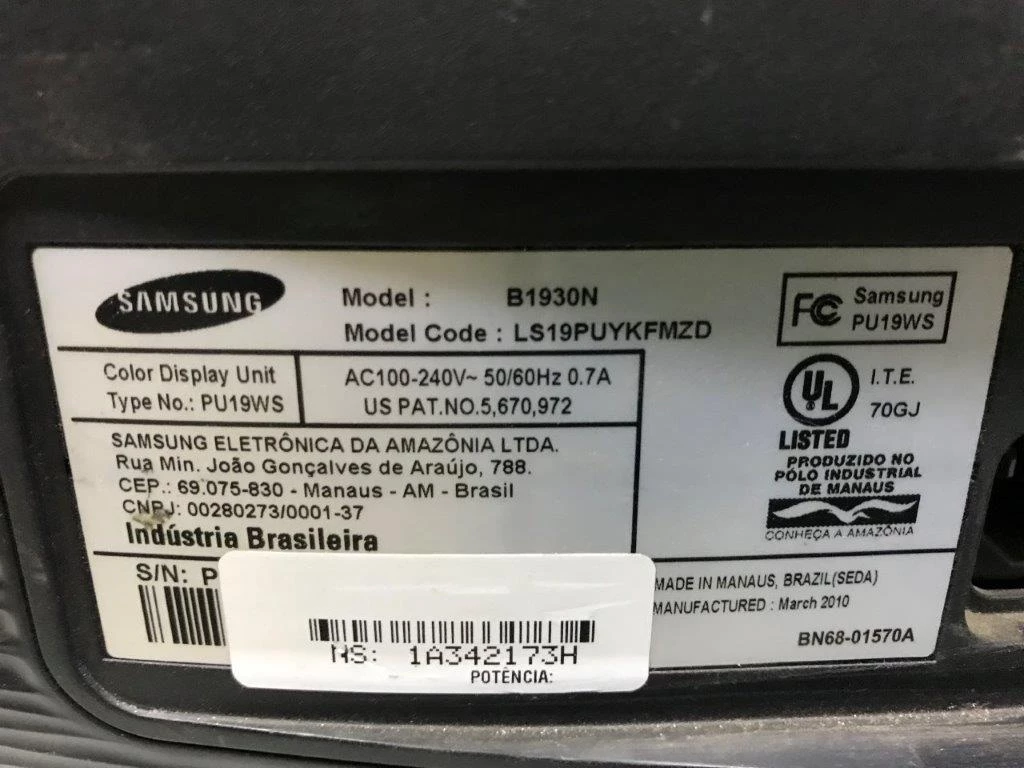 SAMSUNG
Model : B1930N
Model Code : LS19PUYKFMZD
FC Samsung
PU19WS
Color Display Unit
Type No.: PU19WS
AC100-240V~ 50/60Hz 0.7A
US PAT.NO.5,670,972
UL
LISTED
I.T.E.
70GJ
SAMSUNG ELETRÔNICA DA AMAZÔNIA LTDA.
Rua Min. João Gonçalves de Araújo, 788.
CEP.: 69.075-830 - Manaus - AM - Brasil
CNPJ: 00280273/0001-37
Indústria Brasileira
PRODUZIDO NO
PÓLO INDUSTRIAL
DE MANAUS
CONHEÇA A AMAZÔNIA
S/N: P
NS: 1A342173H
POTÊNCIA:
MADE IN MANAUS, BRAZIL(SEDA)
MANUFACTURED : March 2010
BN68-01570A